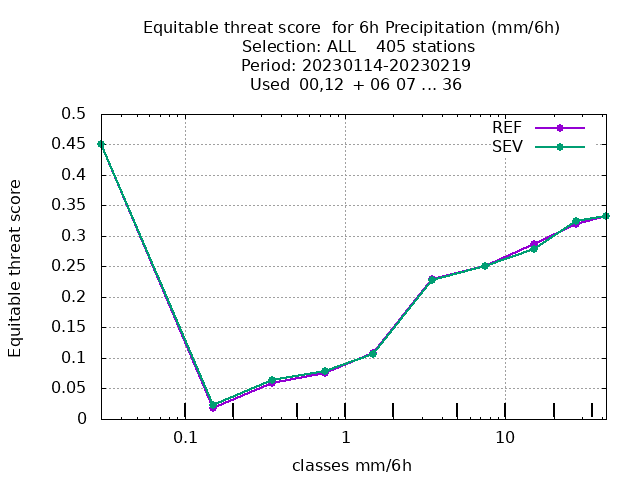 Equitable threat score  for 6h Precipitation (mm/6h)
Selection: ALL    405 stations
Period: 20230114-20230219
Used  00,12  + 06 07 ... 36
0.5
REF
SEV
0.45
0.4
0.35
0.3
0.25
0.2
0.15
0.1
0.05
0
Equitable threat score
0.1 1 10
classes mm/6h